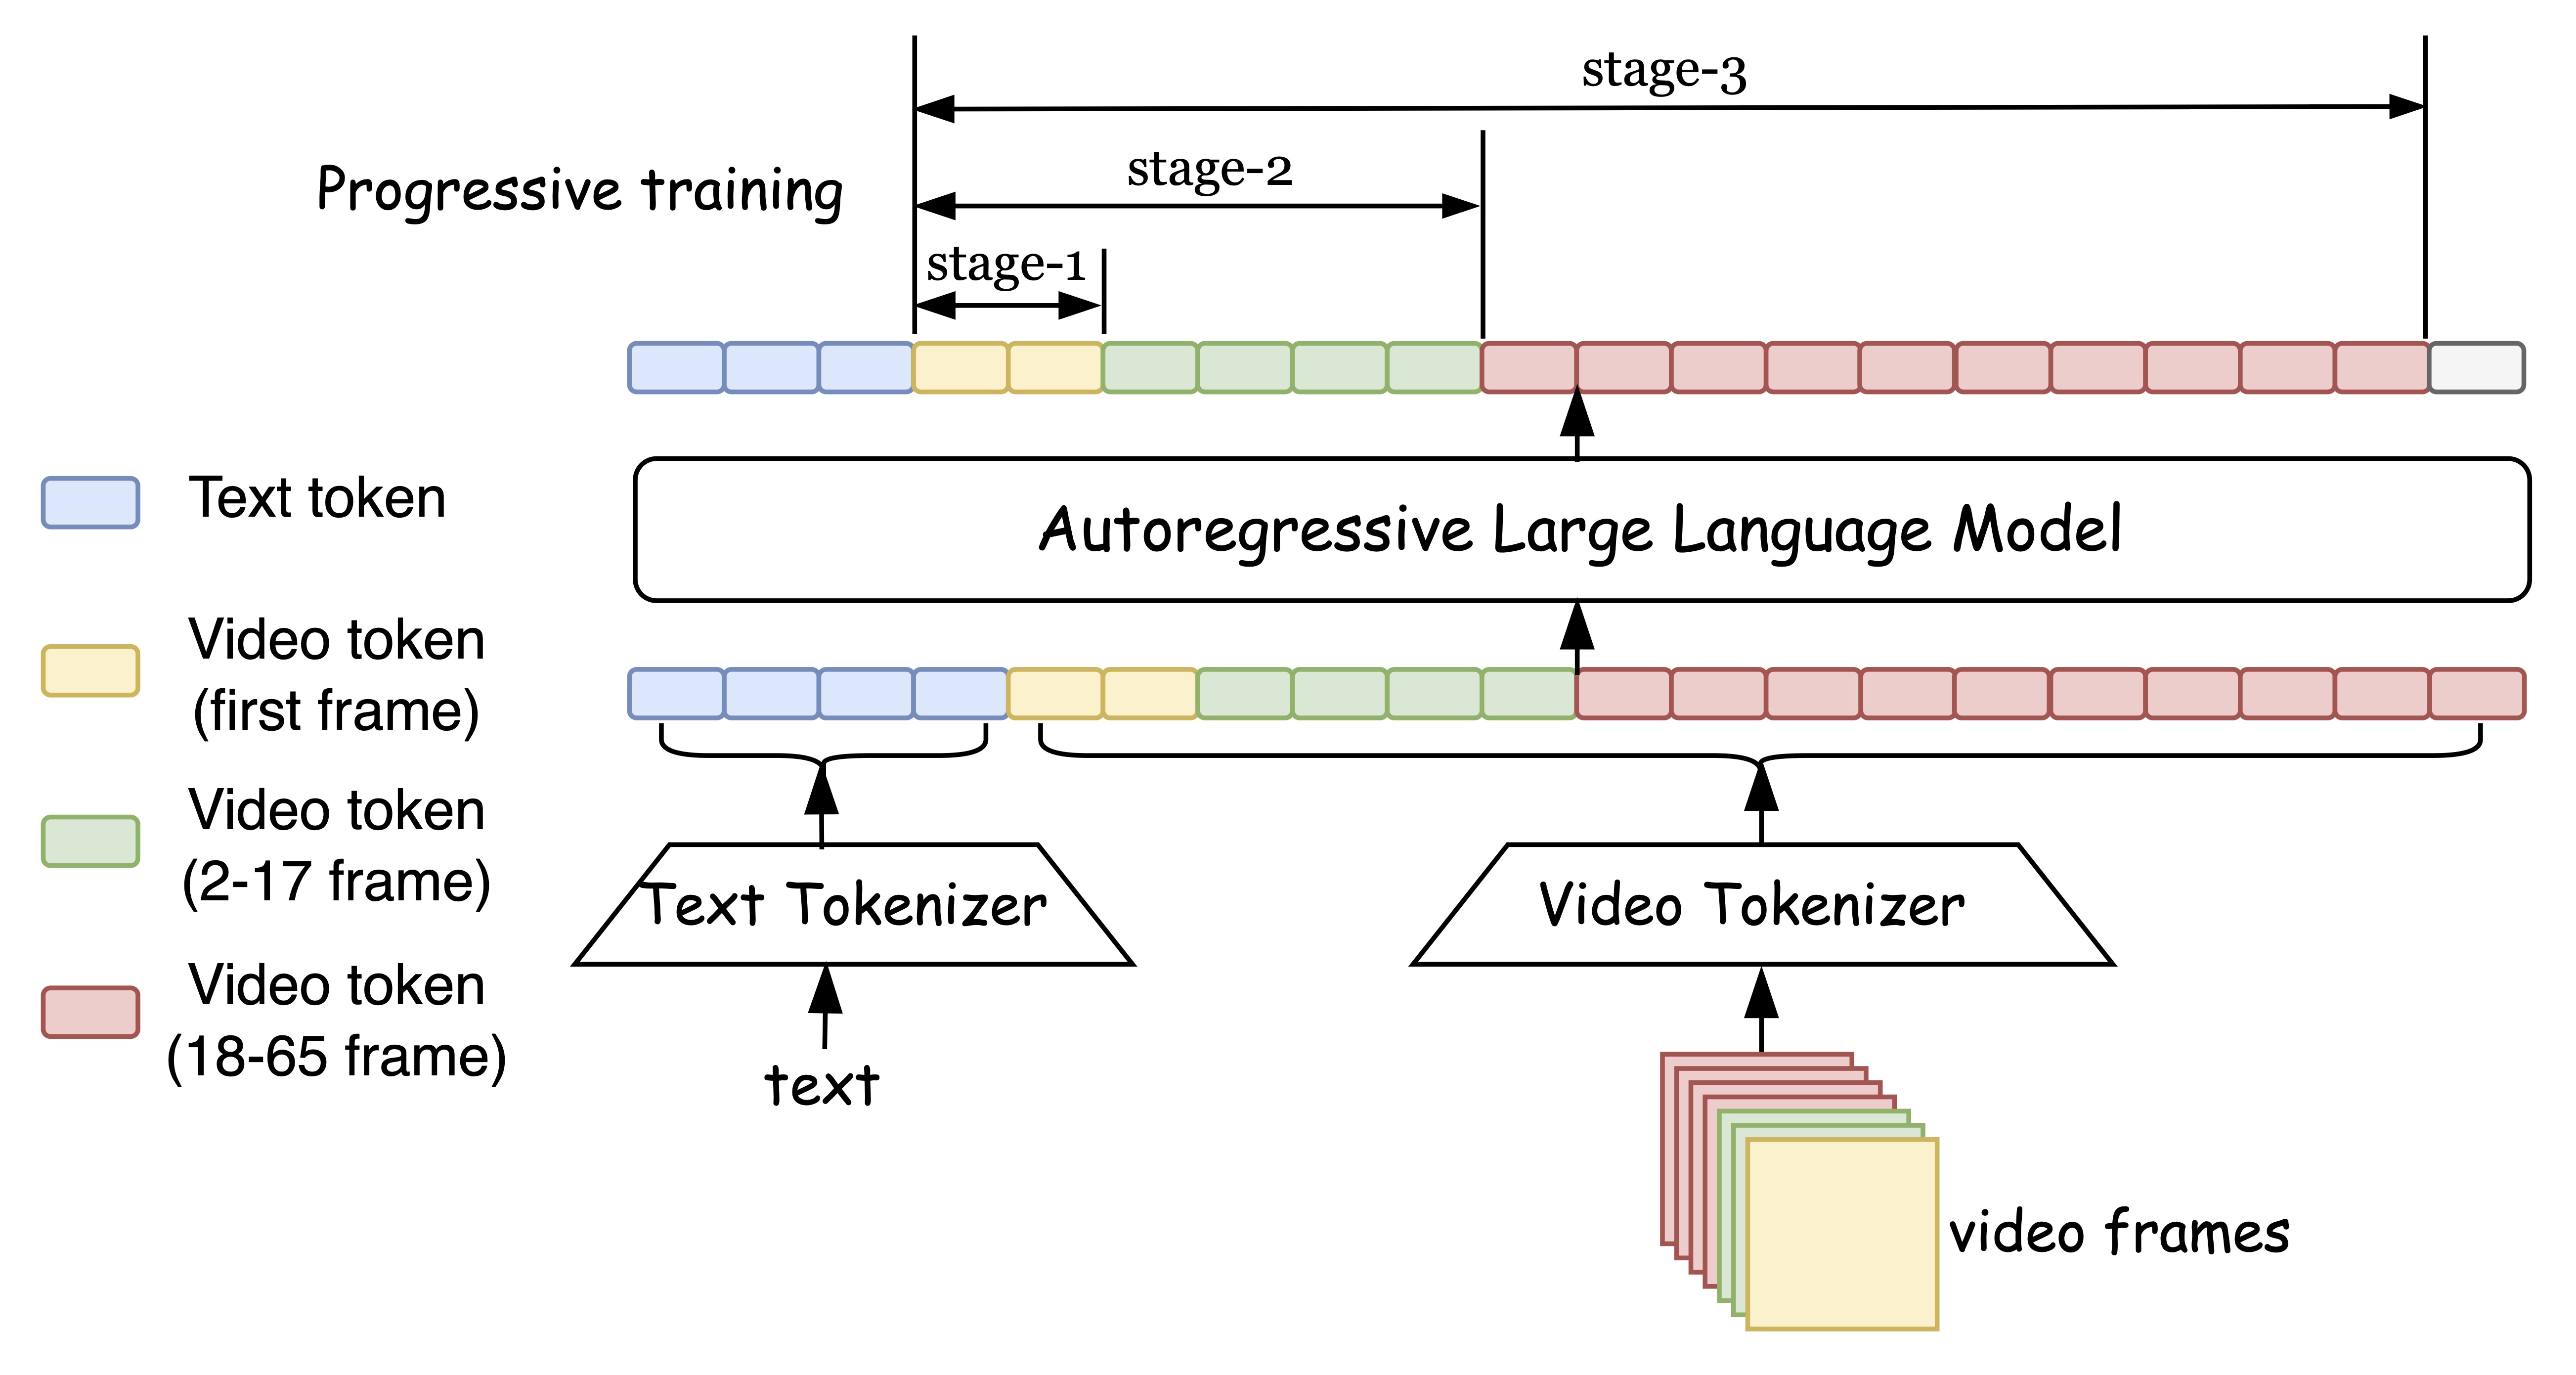 stage-3
stage-2
Progressive training
stage-1
Text token
Autoregressive Large Language Model
Video token
(first frame)
Video token
(2-17 frame)
Text Tokenizer
Video Tokenizer
Video token
(18-65 frame)
text
video frames